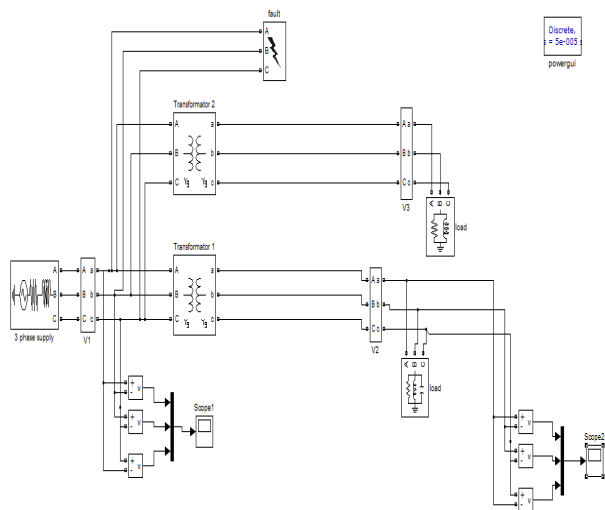 fault
A
B
C
Discrete,
s = 5e-005 s
powergui
Transformator 2
A a
B b
C Yg Yg c
A a
B b
C c
V3
A B C
load
Transformator 1
A a
B b
C Yg Yg c
A
B
C
3 phase supply
A a
B b
C c
V1
A a
B b
C c
V2
A B C
load
+
- v
+
- v
+
- v
Scope1
+
- v
+
- v
+
- v
Scope2